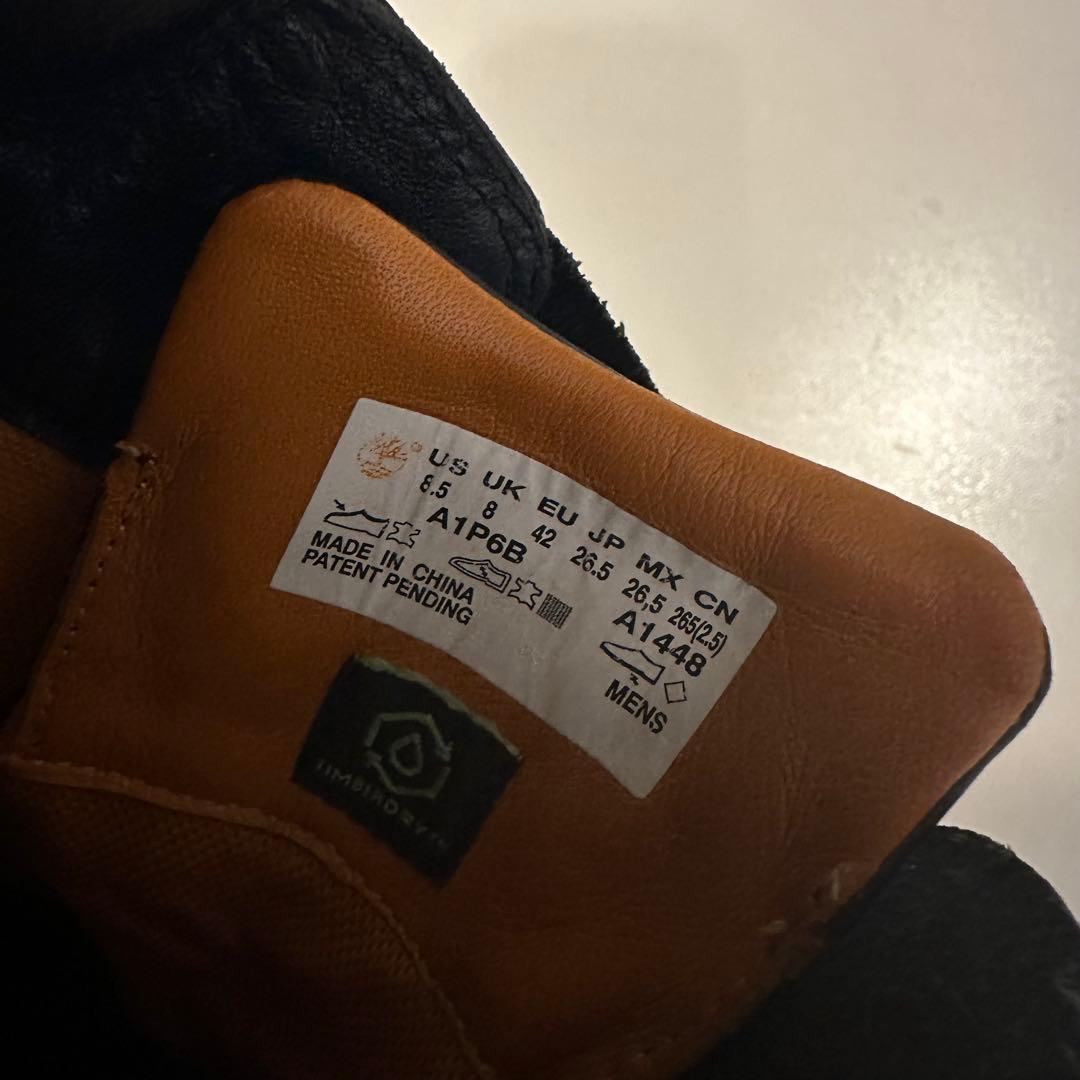 US UK EU JP MX CN
8.5 8 42 26.5 26,5 265(2.5)
A1P6B A1448
MADE IN CHINA
PATENT PENDING
MENS